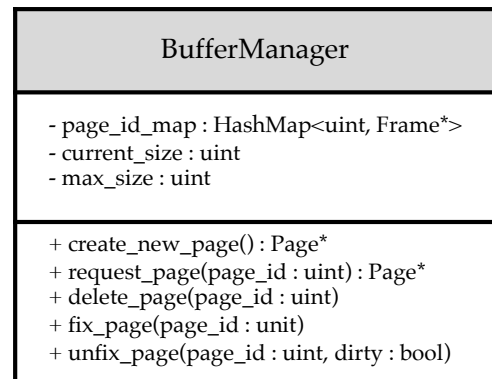 BufferManager
- page_id_map : HashMap<uint, Frame*>
- current_size : uint
- max_size : uint
+ create_new_page() : Page*
+ request_page(page_id : uint) : Page*
+ delete_page(page_id : uint)
+ fix_page(page_id : unit)
+ unfix_page(page_id : uint, dirty : bool)